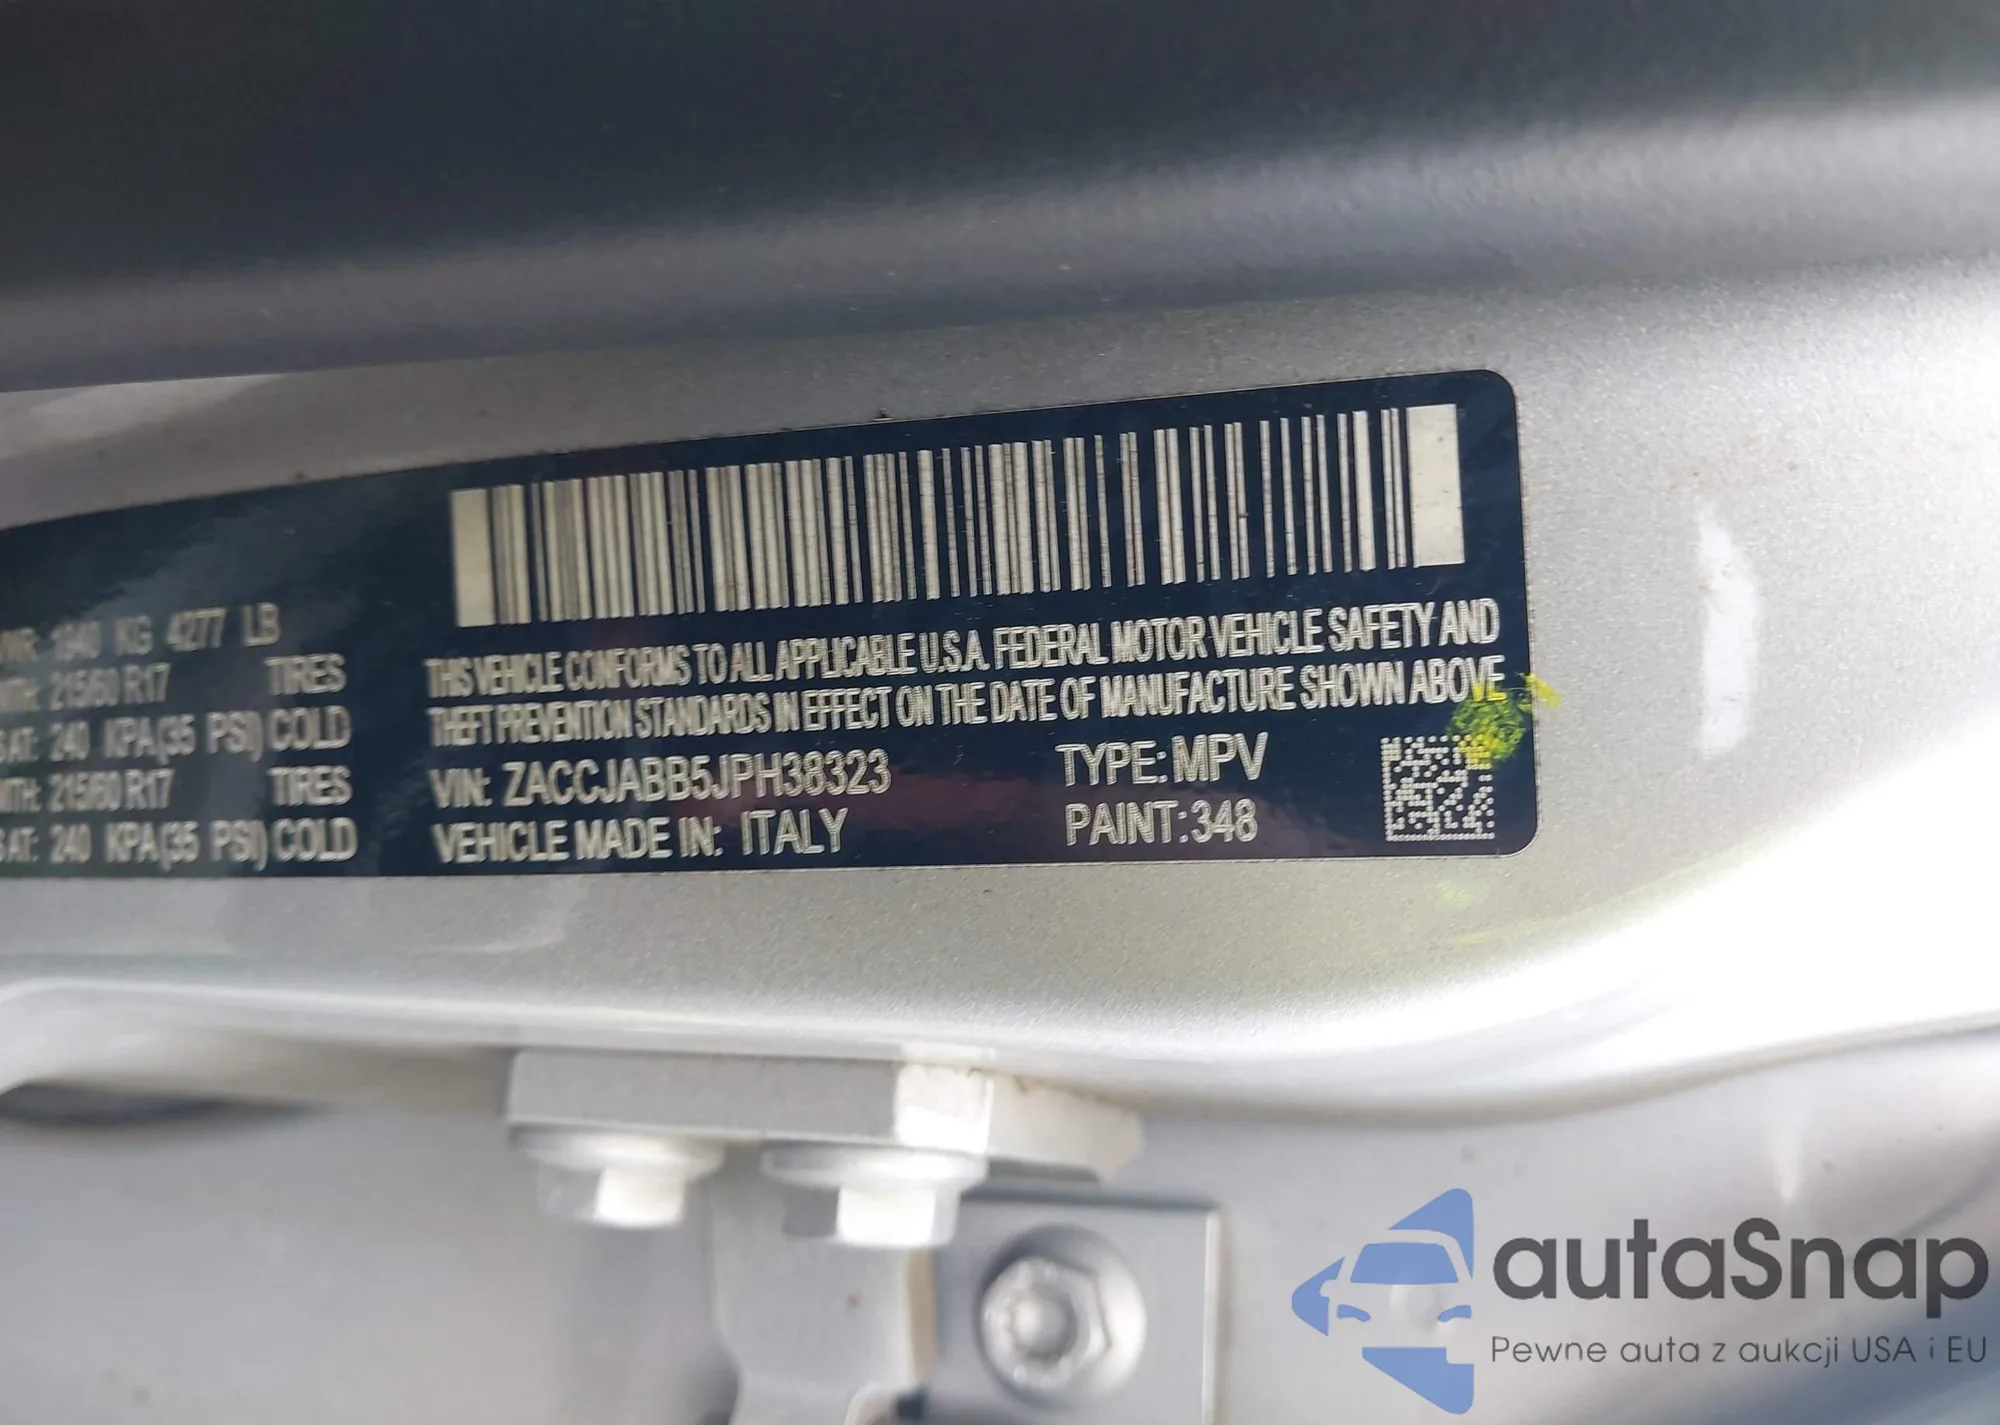 KG 4277 LB
215/60 R17 TIRES
240 KPA(35 PSI) COLD
215/60 R17 TIRES
240 KPA(35 PSI) COLD
THIS VEHICLE CONFORMS TO ALL APPLICABLE U.S.A. FEDERAL MOTOR VEHICLE SAFETY AND
THEFT PREVENTION STANDARDS IN EFFECT ON THE DATE OF MANUFACTURE SHOWN ABOVE
VIN: ZACCJABB5JPH38323 TYPE: MPV
VEHICLE MADE IN: ITALY PAINT: 348
autaSnap
Pewne auta z aukcji USA i EU